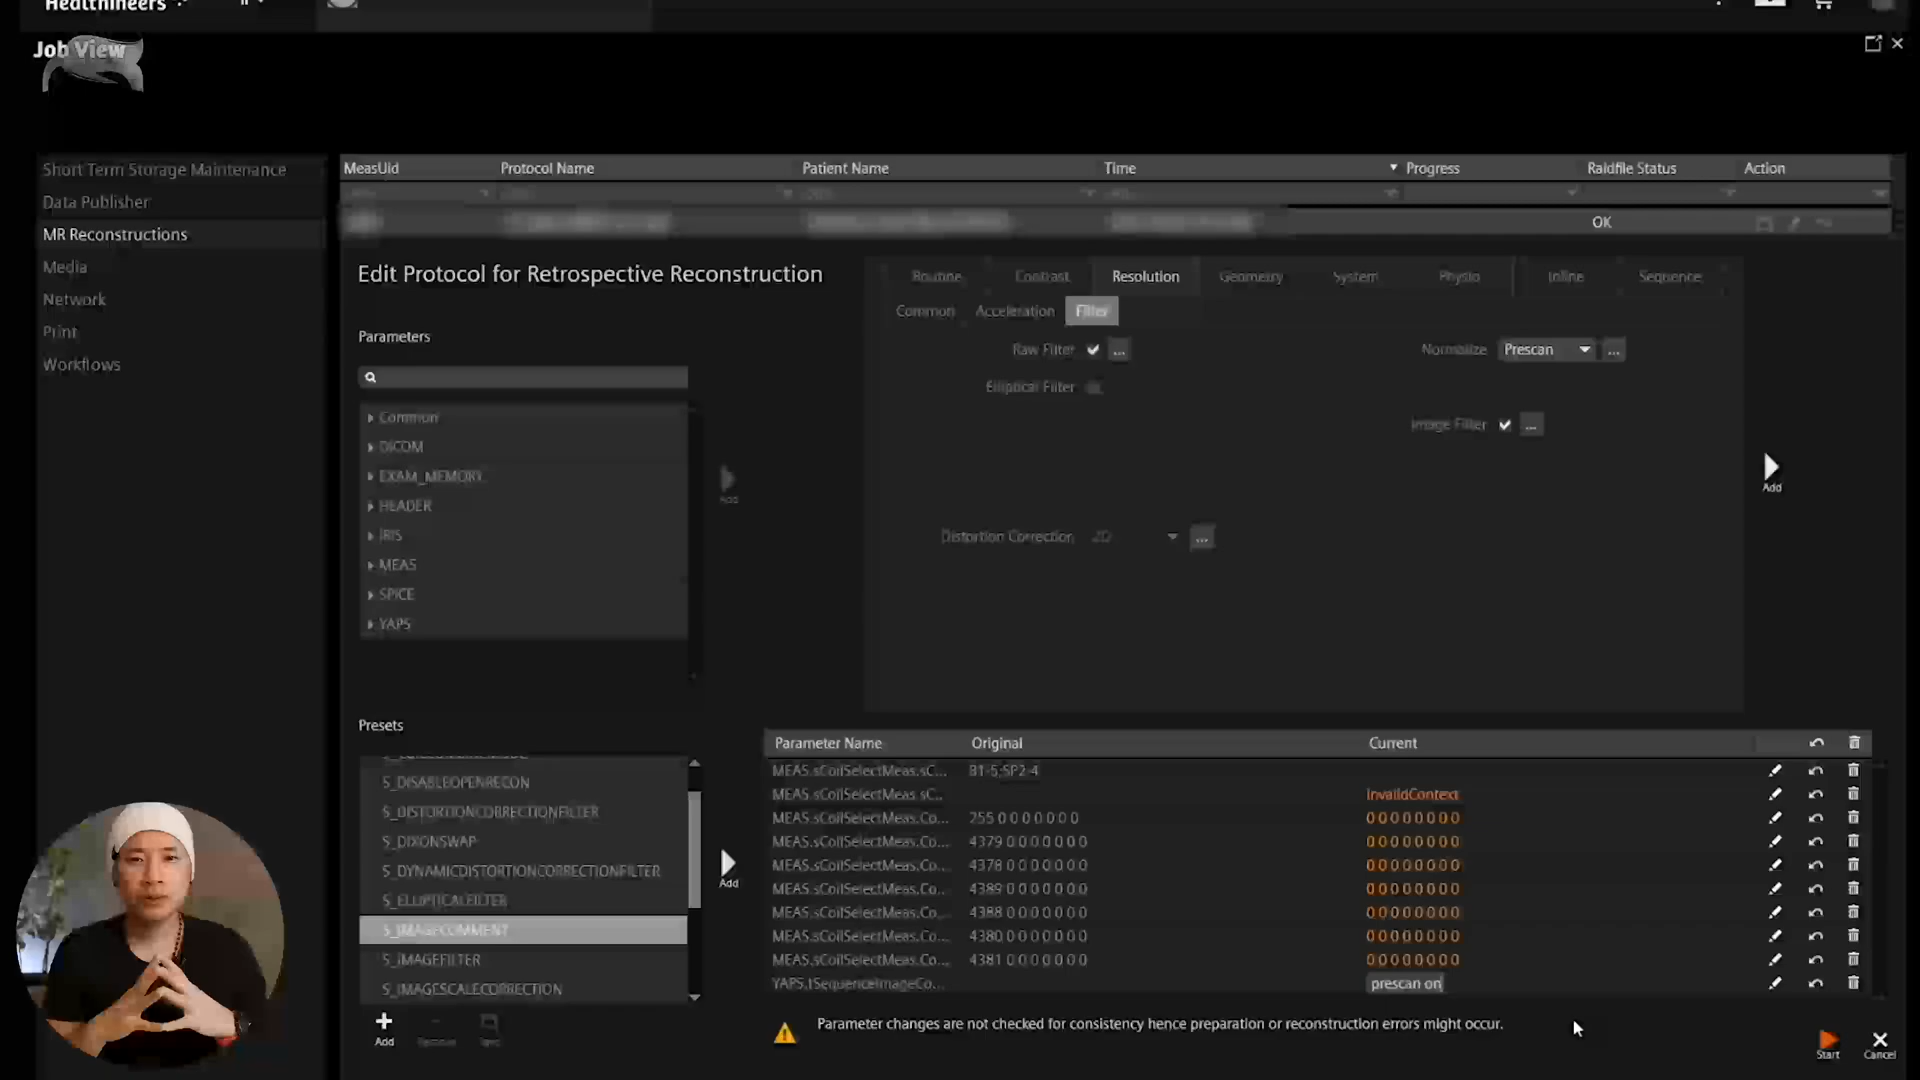 Healthineers
Job View
Short Term Storage Maintenance
Data Publisher
MR Reconstructions
Media
Network
Print
Workflows
MeasUid Protocol Name Patient Name Time Progress Raidfile Status Action
OK
Edit Protocol for Retrospective Reconstruction
Routine Contrast Resolution Geometry System Physio Inline Sequence
Common Acceleration Filter
Parameters
Raw Filter ... Normalize Prescan ...
Elliptical Filter
Image Filter ...
Common
DICOM
EXAM_MEMORY
HEADER
IRIS
MEAS
SPICE
YAPS
Add
Add
Distortion Correction 2D ...
Presets
S_DISABLEOPENRECON
S_DISTORTIONCORRECTIONFILTER
S_DIXONSWAP
S_DYNAMICDISTORTIONCORRECTIONFILTER
S_ELLIPTICALFILTER
S_IMAGECOMMENT
S_IMAGEFILTER
S_IMAGESCALECORRECTION
Add
Add Remove
Parameter Name Original Current
MEAS.sCoilSelectMeas.sC... B1-5;SP2-4
MEAS.sCoilSelectMeas.sC... InvalidContext
MEAS.sCoilSelectMeas.Co... 255 0 0 0 0 0 0 0 0 0 0 0 0 0 0 0
MEAS.sCoilSelectMeas.Co... 4379 0 0 0 0 0 0 0 0 0 0 0 0 0 0 0
MEAS.sCoilSelectMeas.Co... 4378 0 0 0 0 0 0 0 0 0 0 0 0 0 0 0
MEAS.sCoilSelectMeas.Co... 4389 0 0 0 0 0 0 0 0 0 0 0 0 0 0 0
MEAS.sCoilSelectMeas.Co... 4388 0 0 0 0 0 0 0 0 0 0 0 0 0 0 0
MEAS.sCoilSelectMeas.Co... 4380 0 0 0 0 0 0 0 0 0 0 0 0 0 0 0
MEAS.sCoilSelectMeas.Co... 4381 0 0 0 0 0 0 0 0 0 0 0 0 0 0 0
YAPS.tSequenceImageCo... prescan on
Parameter changes are not checked for consistency hence preparation or reconstruction errors might occur.
Start Cancel